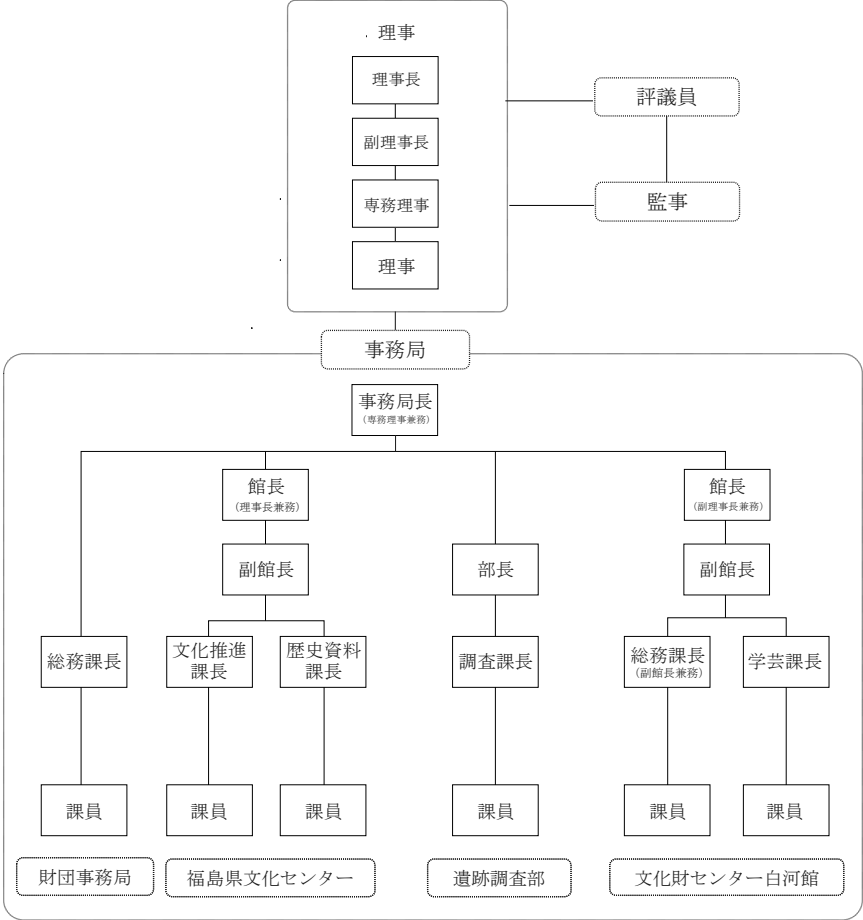 理事
理事長
副理事長
専務理事
理事
評議員
監事
事務局
事務局長
(専務理事兼務)
館長
(理事長兼務)
館長
(副理事長兼務)
副館長
部長
副館長
総務課長
文化推進
課長
歴史資料
課長
調査課長
総務課長
(副館長兼務)
学芸課長
課員
課員
課員
課員
課員
課員
財団事務局
福島県文化センター
遺跡調査部
文化財センター白河館